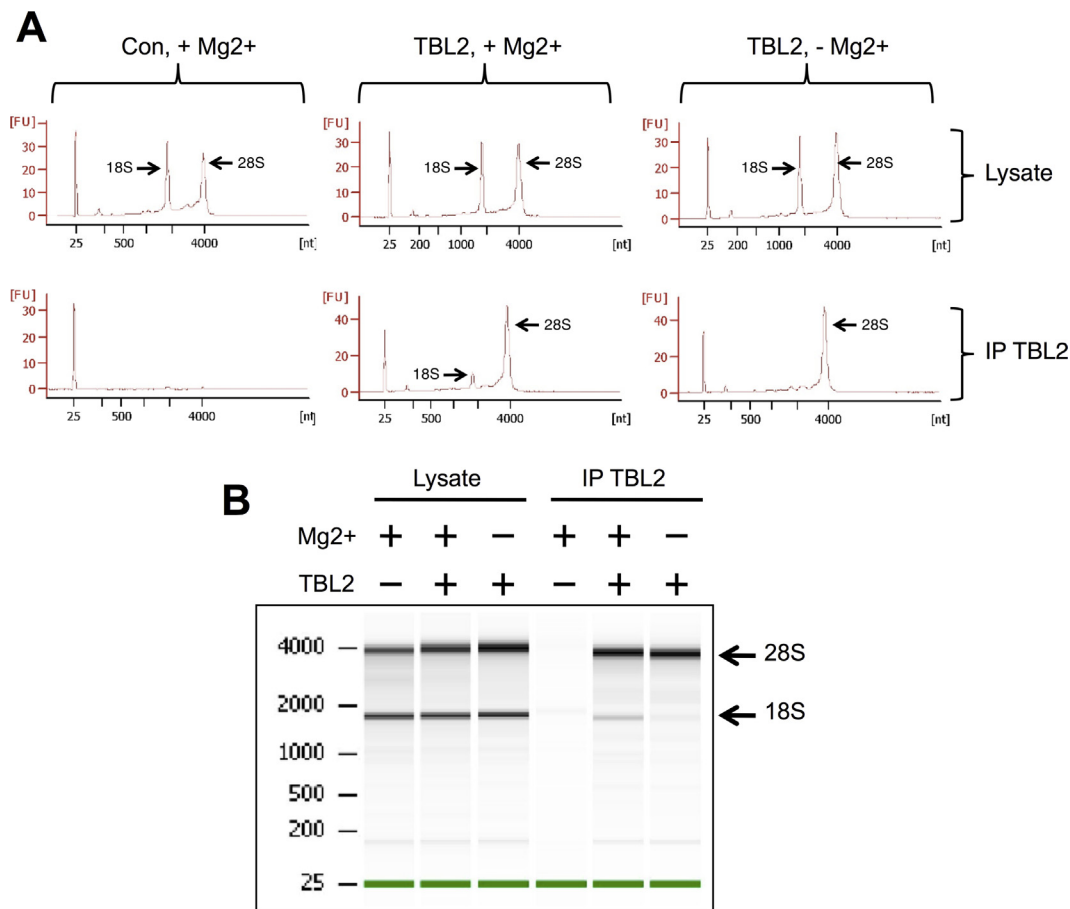 A
Con, + Mg2+ TBL2, + Mg2+ TBL2, - Mg2+
[FU] [FU] [FU]
30 30 30
18S 28S 18S 28S 18S 28S Lysate
20 20 20
10 10 10
0 0 0
25 500 4000 [nt] 25 200 1000 4000 [nt] 25 200 1000 4000 [nt]
[FU] [FU] [FU]
30 28S 28S IP TBL2
40 40
20
20 18S 20
10
0 0 0
25 500 4000 [nt] 25 500 4000 [nt] 25 500 4000 [nt]
B
Lysate IP TBL2
Mg2+ + + − + + −
TBL2 − + + − + +
4000 28S
2000 18S
1000
500
200
25